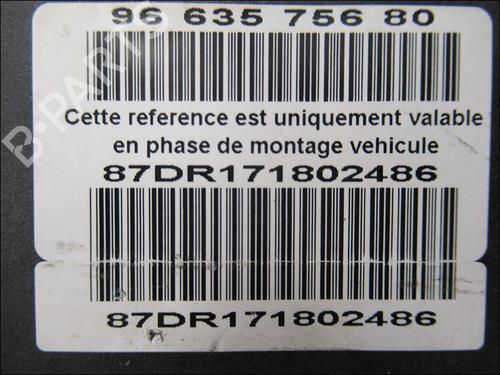 96 635 756 80
Cette reference est uniquement valable
en phase de montage vehicule
87DR171802486
87DR171802486
B-PARTS